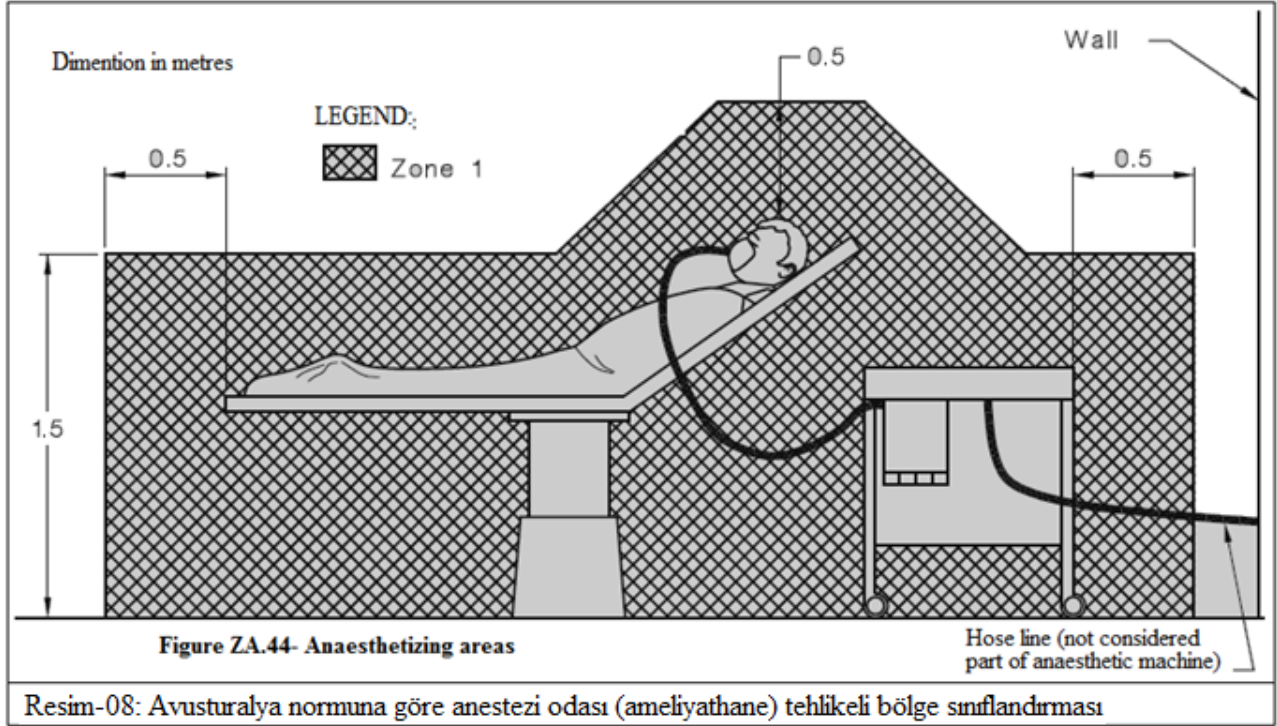 Wall
0.5
Dimention in metres
LEGEND:
0.5
Zone 1
0.5
1.5
Figure ZA.44- Anaesthetizing areas
Hose line (not considered
part of anaesthetic machine)
Resim-08: Avusturalya normuna göre anestezi odası (ameliyathane) tehlikeli bölge sınıflandırması